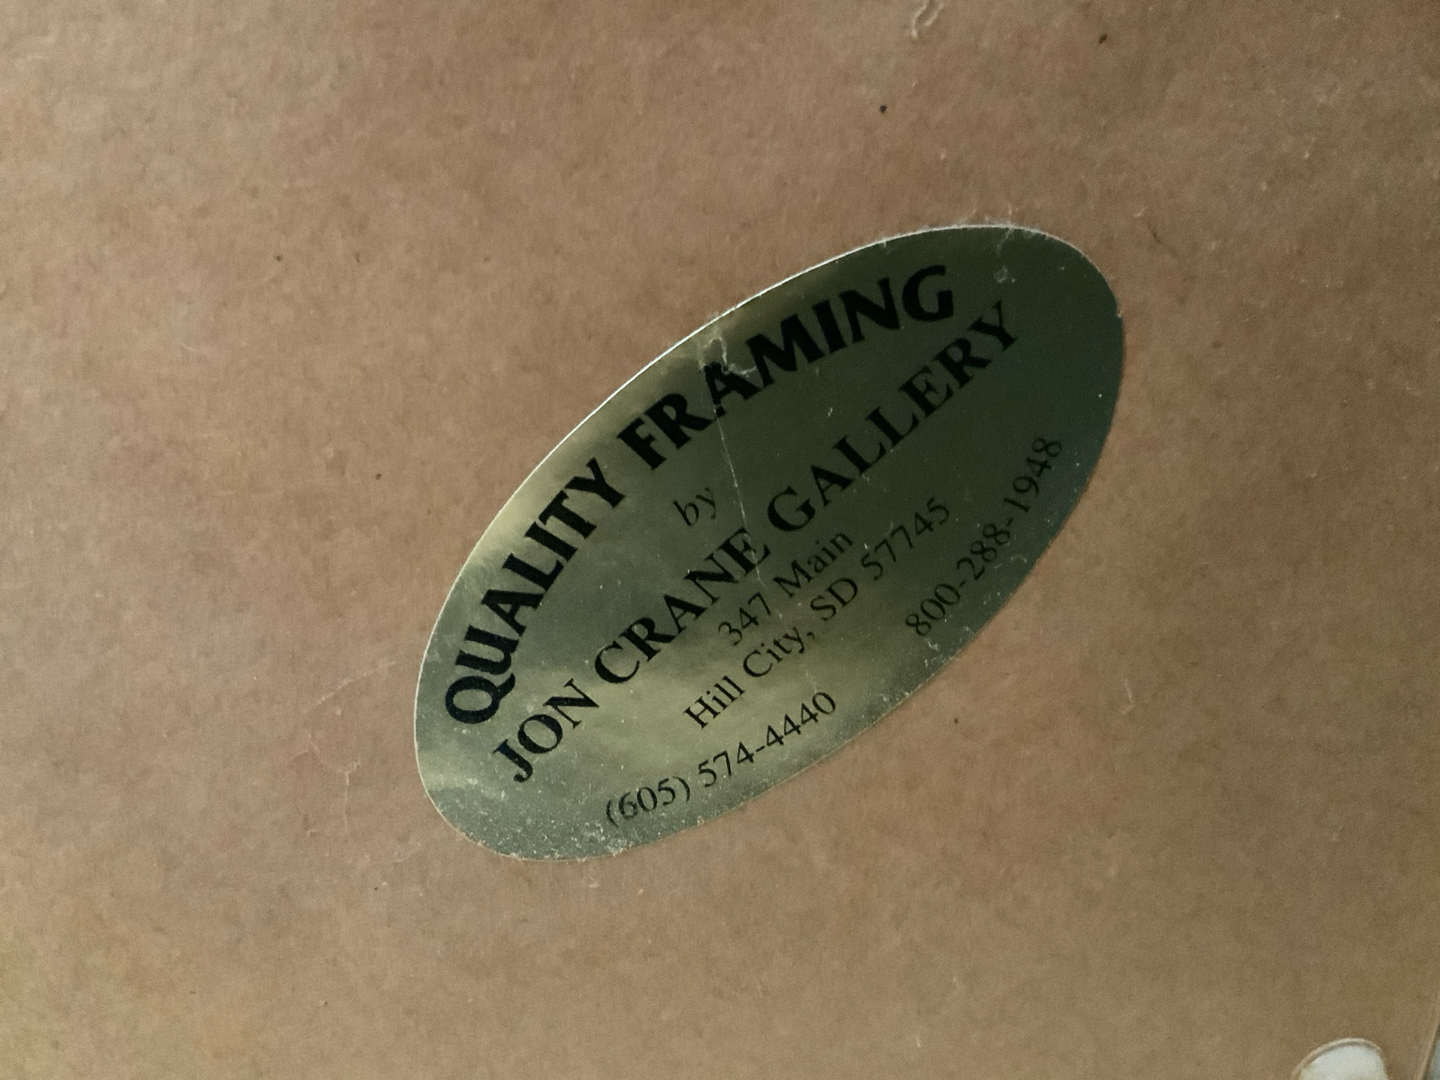 QUALITY FRAMING
by
JON CRANE GALLERY
347 Main
Hill City, SD 57745
(605) 574-4440 800-288-1948